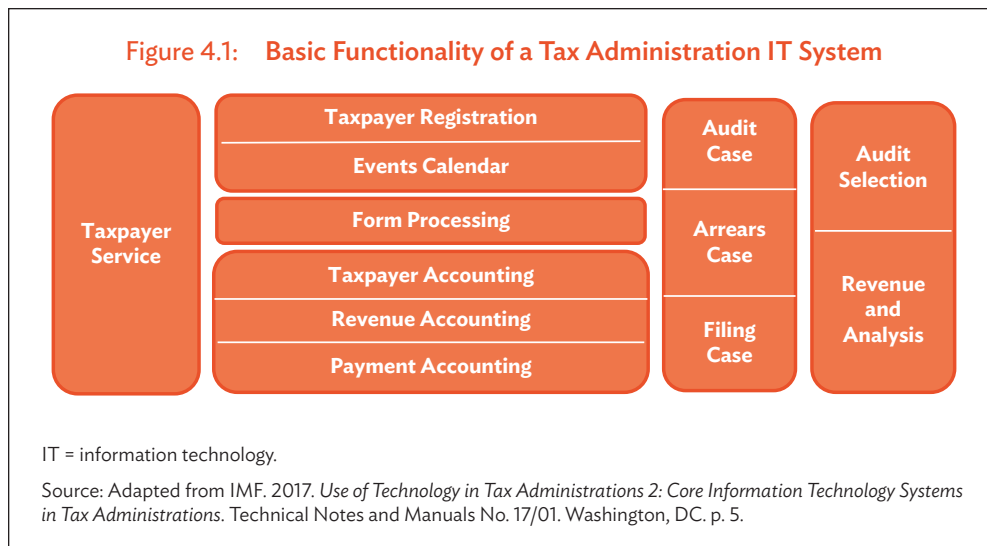 Figure 4.1: Basic Functionality of a Tax Administration IT System
Taxpayer
Service
Taxpayer Registration
Events Calendar
Form Processing
Taxpayer Accounting
Revenue Accounting
Payment Accounting
Audit
Case
Arrears
Case
Filing
Case
Audit
Selection
Revenue
and
Analysis
IT = information technology.
Source: Adapted from IMF. 2017. Use of Technology in Tax Administrations 2: Core Information Technology Systems
in Tax Administrations. Technical Notes and Manuals No. 17/01. Washington, DC. p. 5.